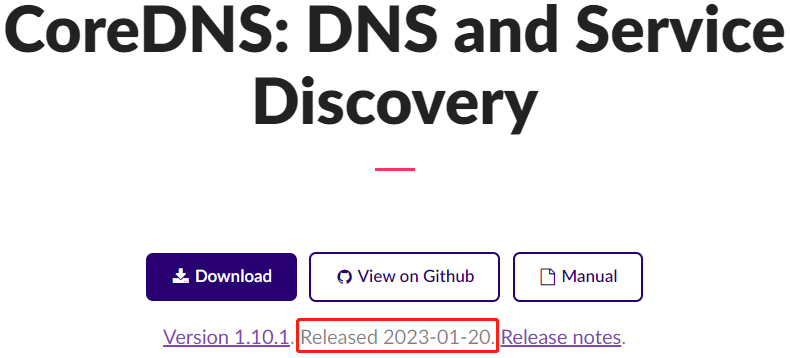 CoreDNS: DNS and Service
Discovery
Download View on Github Manual
Version 1.10.1. Released 2023-01-20. Release notes.